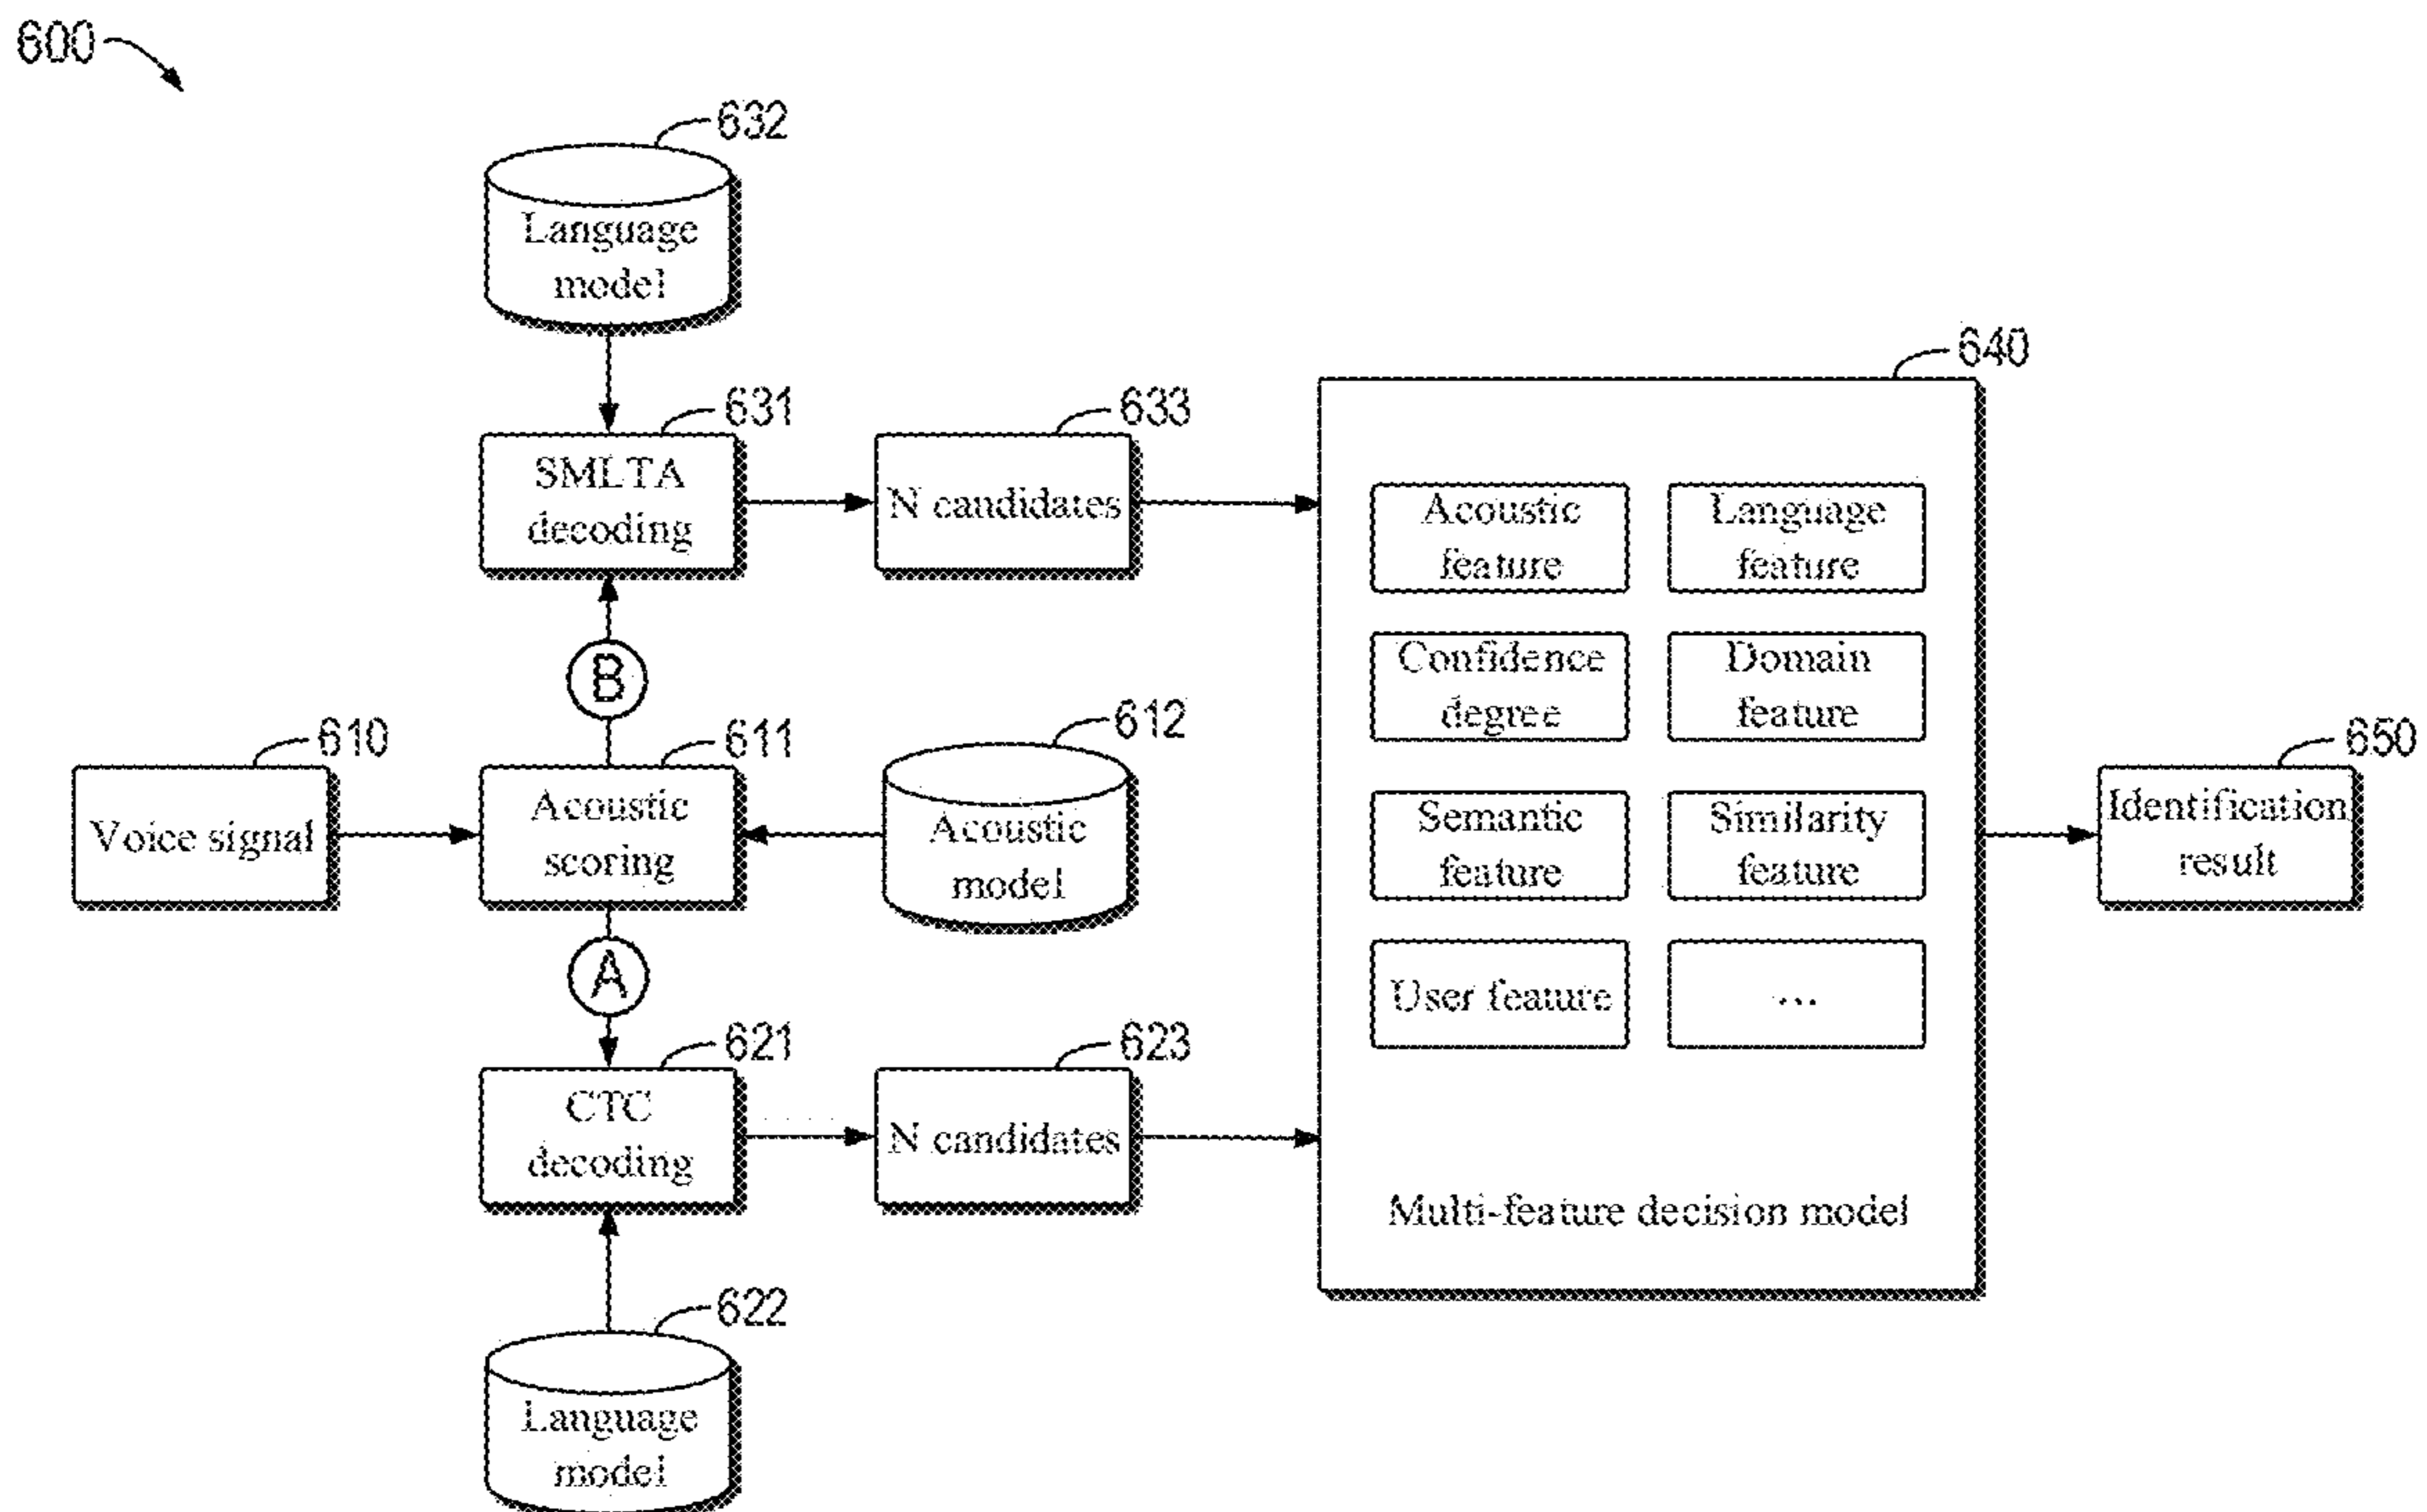 600
632
Language
model
631
SMLTA
decoding
633
N candidates
B
610
Voice signal
611
Acoustic
scoring
612
Acoustic
model
A
621
CTC
decoding
623
N candidates
622
Language
model
640
Acoustic
feature
Language
feature
Confidence
degree
Domain
feature
Semantic
feature
Similarity
feature
User feature
...
Multi-feature decision model
650
Identification
result